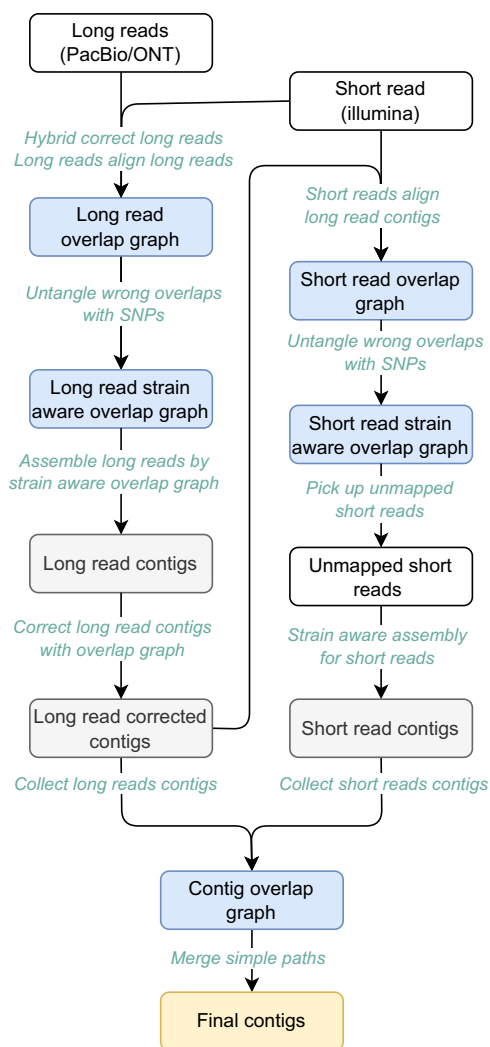 Long reads
(PacBio/ONT)
Short read
(illumina)
Hybrid correct long reads
Long reads align long reads
Short reads align
long read contigs
Long read
overlap graph
Short read overlap
graph
Untangle wrong overlaps
with SNPs
Untangle wrong overlaps
with SNPs
Long read strain
aware overlap graph
Short read strain
aware overlap graph
Assemble long reads by
strain aware overlap graph
Pick up unmapped
short reads
Long read contigs
Unmapped short
reads
Correct long read contigs
with overlap graph
Strain aware assembly
for short reads
Long read corrected
contigs
Short read contigs
Collect long reads contigs
Collect short reads contigs
Contig overlap
graph
Merge simple paths
Final contigs